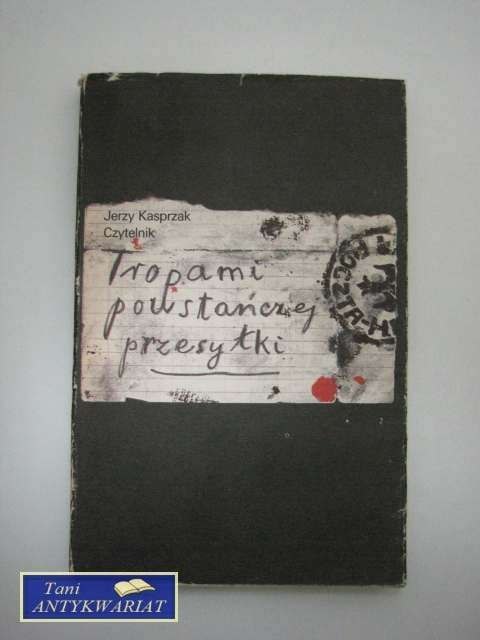 Jerzy Kasprzak
Czytelnik
Tropami
powstańczej
przesyłki
Tani
ANTYKWARIAT